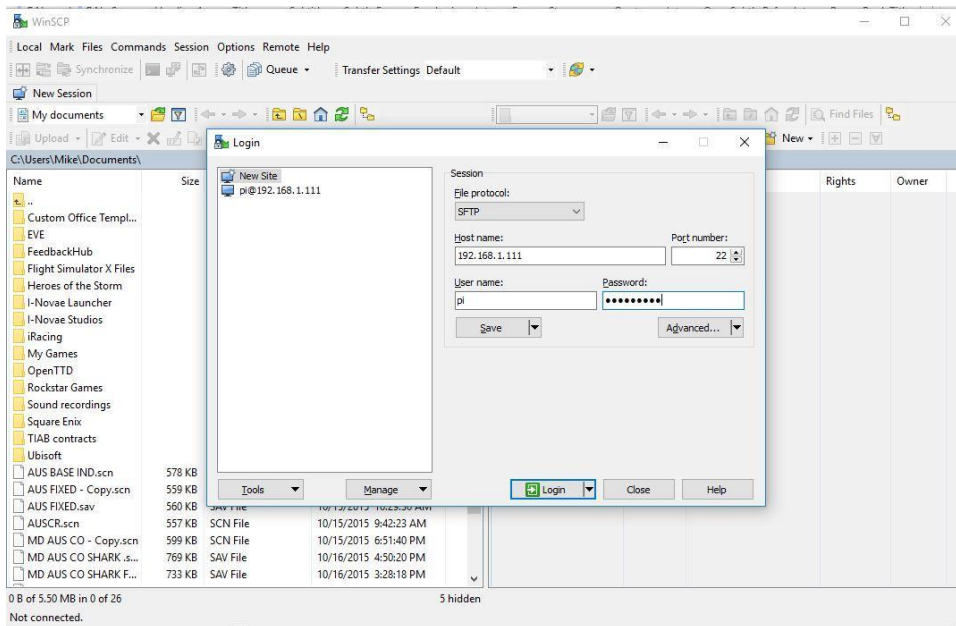 WinSCP
Local Mark Files Commands Session Options Remote Help
Synchronize Queue Transfer Settings Default
New Session
My documents Find Files
Upload Edit New
C:\Users\Mike\Documents\
Name Size Rights Owner
..
Custom Office Templ...
EVE
FeedbackHub
Flight Simulator X Files
Heroes of the Storm
I-Novae Launcher
I-Novae Studios
iRacing
My Games
OpenTTD
Rockstar Games
Sound recordings
Square Enix
TIAB contracts
Ubisoft
AUS BASE IND.scn 578 KB
AUS FIXED - Copy.scn 559 KB
AUS FIXED.sav 560 KB
AUSCR.scn 557 KB SCN File 10/15/2015 9:42:23 AM
MD AUS CO - Copy.scn 599 KB SCN File 10/15/2015 6:51:40 PM
MD AUS CO SHARK .s... 769 KB SAV File 10/16/2015 4:50:20 PM
MD AUS CO SHARK F... 733 KB SAV File 10/16/2015 3:28:18 PM
0 B of 5.50 MB in 0 of 26 5 hidden
Not connected.
Login
New Site
pi@192.168.1.111
Session
File protocol:
SFTP
Host name: Port number:
192.168.1.111 22
User name: Password:
pi •••••••••
Save Advanced...
Tools Manage Login Close Help